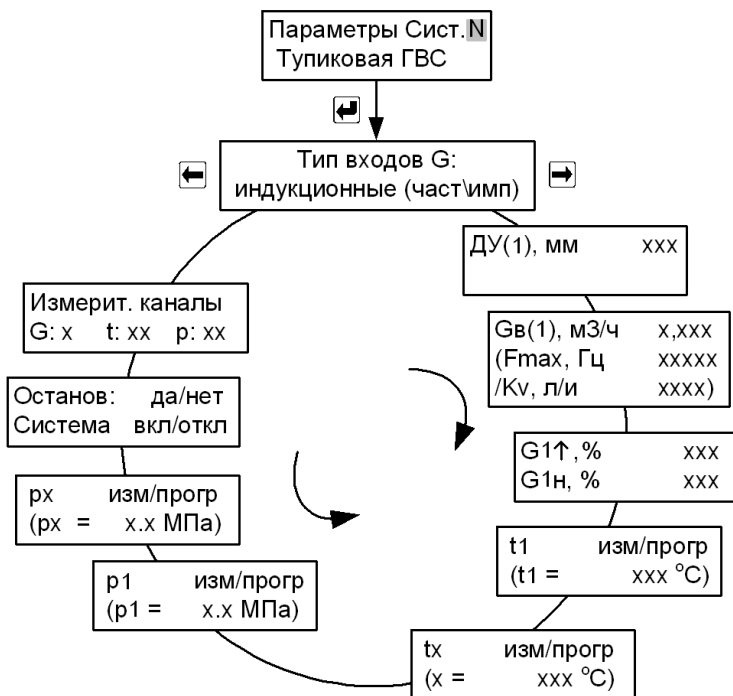 Параметры Сист.N
Тупиковая ГВС
Тип входов G:
индукционные (част\имп)
ДУ(1), мм xxx
Gв(1), м3/ч x,xxx
(Fmax, Гц xxxxx
/Kv, л/и xxxx)
G1↑,% xxx
G1н, % xxx
t1 изм/прогр
(t1 = xxx °C)
tx изм/прогр
(x = xxx °C)
p1 изм/прогр
(p1 = x.x МПа)
px изм/прогр
(px = x.x МПа)
Останов: да/нет
Система вкл/откл
Измерит. каналы
G: x t: xx p: xx